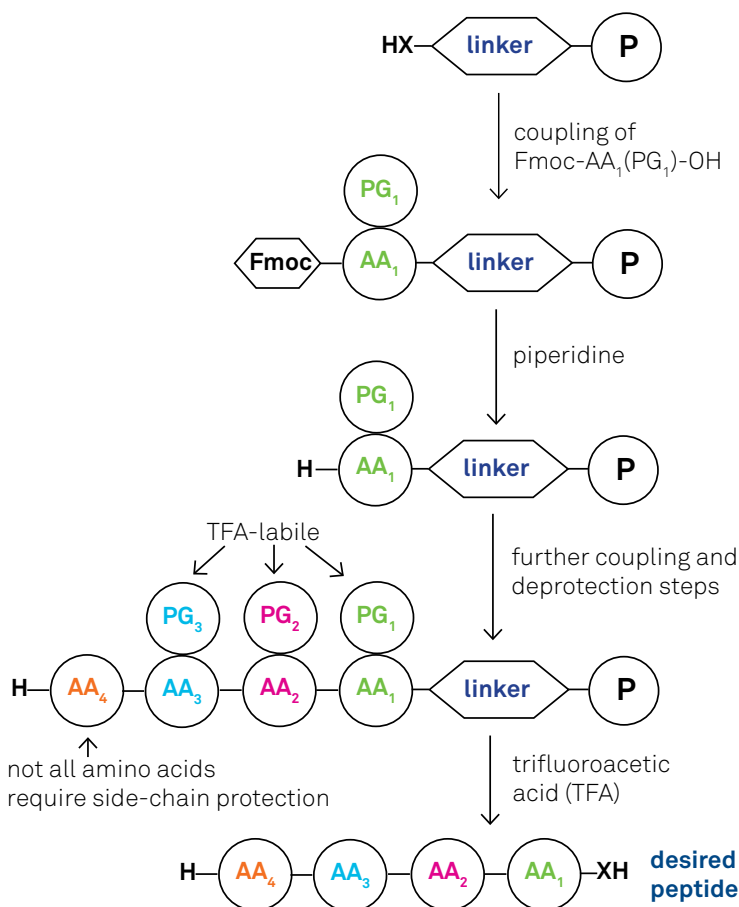 HX linker P
coupling of
Fmoc-AA₁(PG₁)-OH
PG₁
Fmoc AA₁ linker P
piperidine
PG₁
H AA₁ linker P
TFA-labile
further coupling and
deprotection steps
PG₃ PG₂ PG₁
H AA₄ AA₃ AA₂ AA₁ linker P
not all amino acids
require side-chain protection
trifluoroacetic
acid (TFA)
H AA₄ AA₃ AA₂ AA₁ XH
desired
peptide